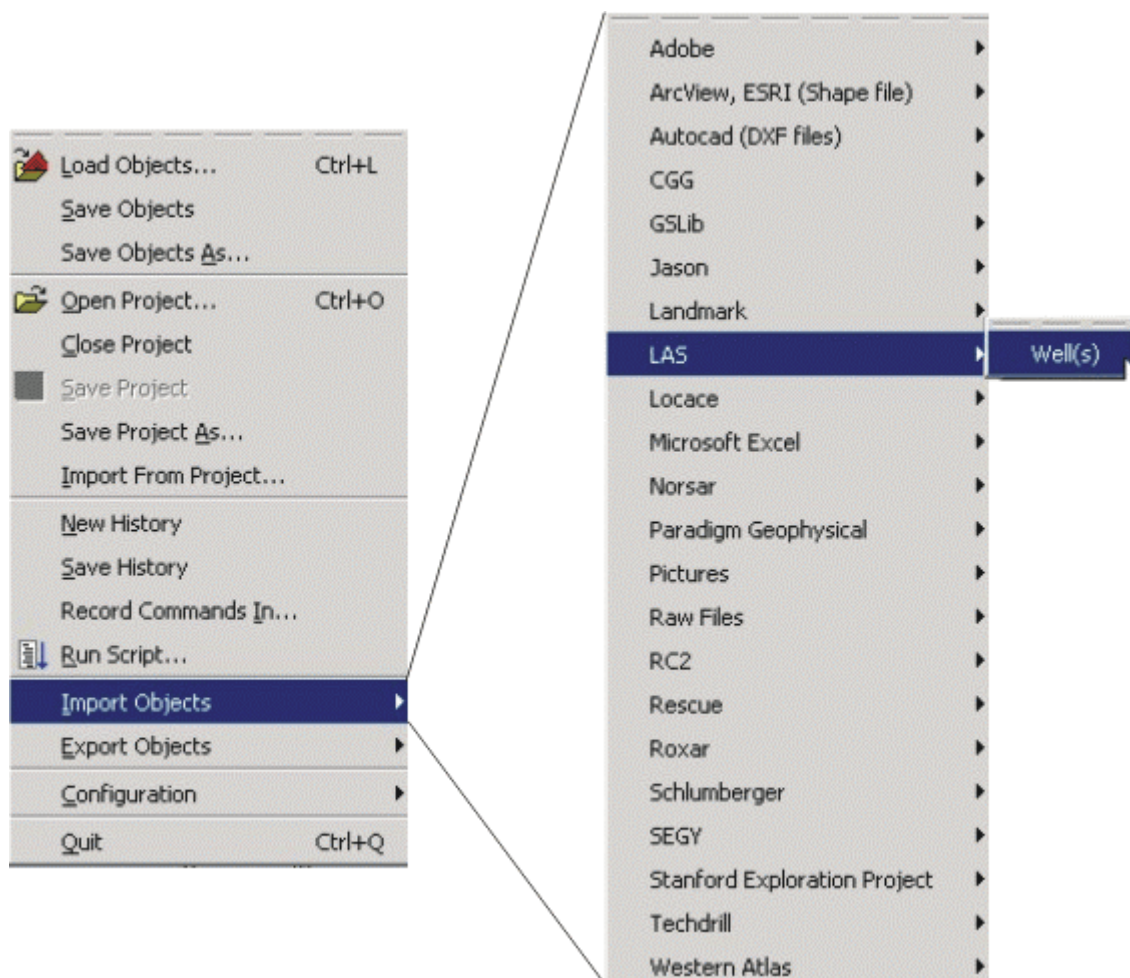 Load Objects... Ctrl+L
Save Objects
Save Objects As...
Open Project... Ctrl+O
Close Project
Save Project
Save Project As...
Import From Project...
New History
Save History
Record Commands In...
Run Script...
Import Objects
Export Objects
Configuration
Quit Ctrl+Q
Adobe
ArcView, ESRI (Shape file)
Autocad (DXF files)
CGG
GSLib
Jason
Landmark
LAS
Locace
Microsoft Excel
Norsar
Paradigm Geophysical
Pictures
Raw Files
RC2
Rescue
Roxar
Schlumberger
SEGY
Stanford Exploration Project
Techdrill
Western Atlas
Well(s)